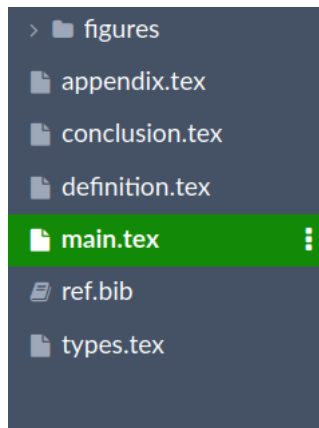 figures
appendix.tex
conclusion.tex
definition.tex
main.tex
ref.bib
types.tex